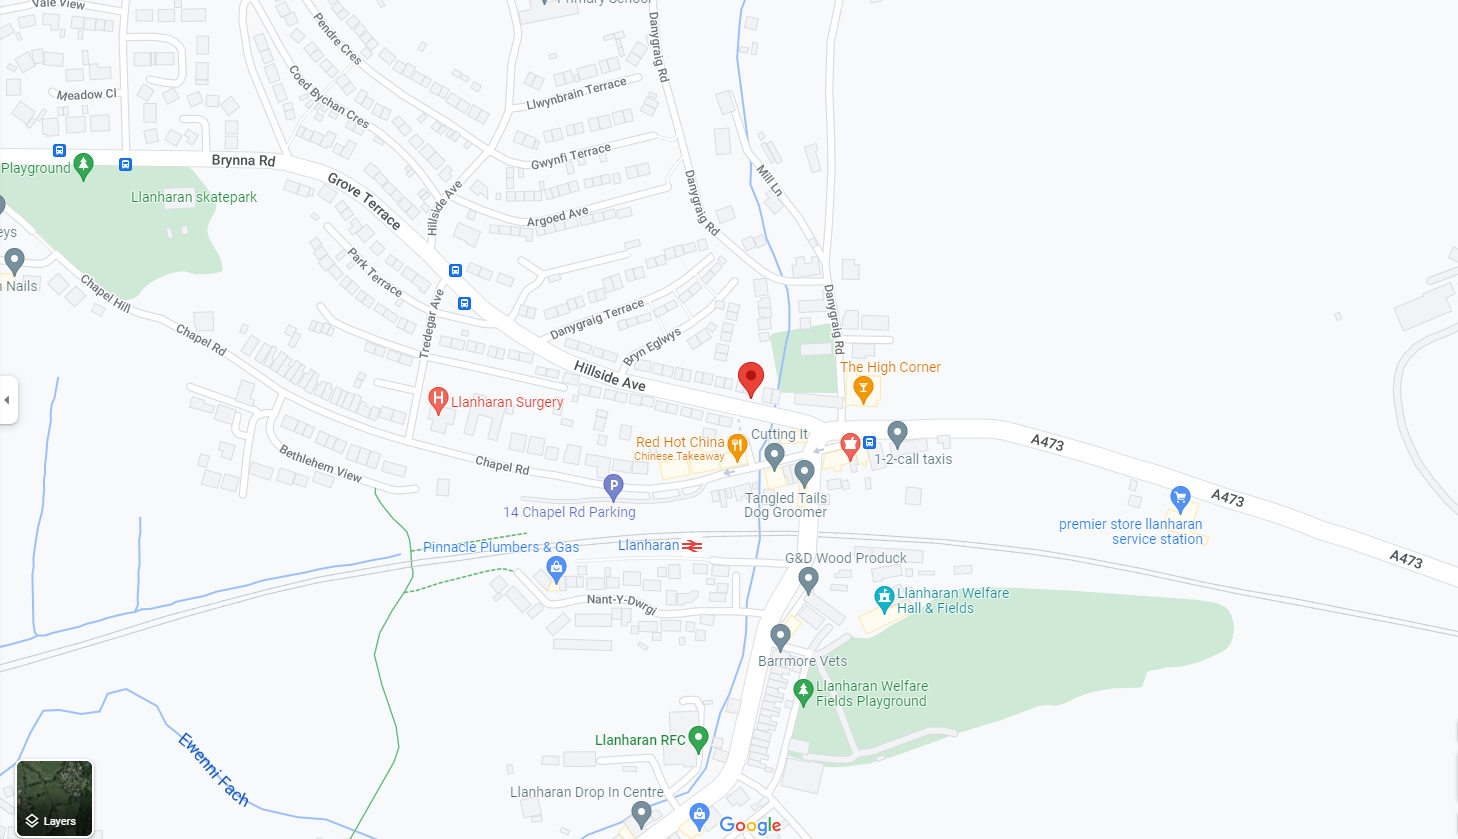 Vale View
Primary School
Pendre Cres
Danygraig Rd
Coed Bychan Cres
Llwynbrain Terrace
Meadow Cl
Gwynfi Terrace
Brynna Rd
Playground
Mill Ln
Grove Terrace
Llanharan skatepark
Hillside Ave
Argoed Ave
Danygraig Rd
eys
Nails
Park Terrace
Chapel Hill
Danygraig Rd
Danygraig Terrace
Tredegar Ave
Chapel Rd
Bryn Eglwys
Hillside Ave
The High Corner
Llanharan Surgery
Red Hot China
Chinese Takeaway
Cutting It
A473
1-2-call taxis
Bethlehem View
Chapel Rd
14 Chapel Rd Parking
Tangled Tails
Dog Groomer
A473
premier store llanharan
service station
Pinnacle Plumbers & Gas
Llanharan
G&D Wood Produck
A473
Nant-Y-Dwrgi
Llanharan Welfare
Hall & Fields
Barrmore Vets
Llanharan Welfare
Fields Playground
Llanharan RFC
Ewenni Fach
Llanharan Drop In Centre
Layers
Google